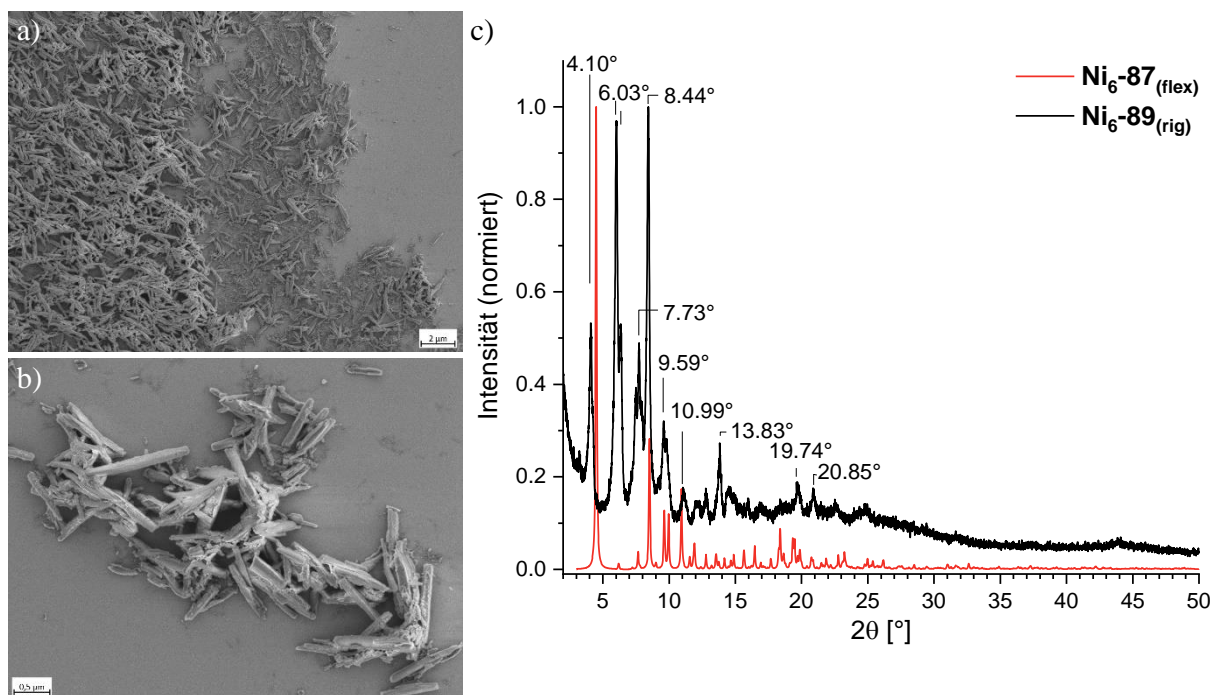 a)
2 µm
b)
0,5 µm
c)
4.10°
6.03°
8.44°
7.73°
9.59°
10.99°
13.83°
19.74°
20.85°
Ni6-87(flex)
Ni6-89(rig)
Intensität (normiert)
1.0
0.8
0.6
0.4
0.2
0.0
5 10 15 20 25 30 35 40 45 50
2θ [°]